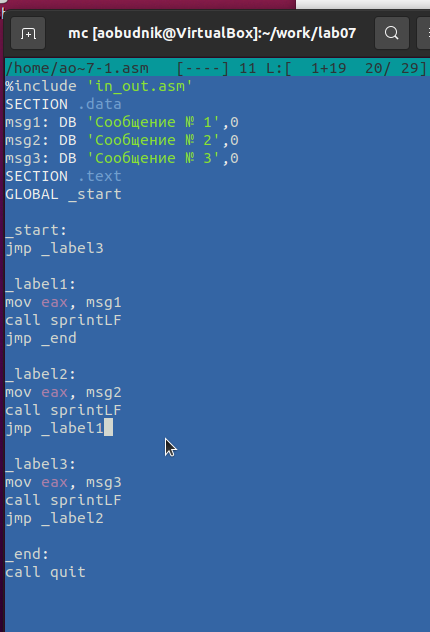 mc [aobudnik@VirtualBox]:~/work/lab07
/home/ao~7-1.asm   [----] 11 L:[  1+19  20/ 29]
%include 'in_out.asm'
SECTION .data
msg1: DB 'Сообщение № 1',0
msg2: DB 'Сообщение № 2',0
msg3: DB 'Сообщение № 3',0
SECTION .text
GLOBAL _start

_start:
jmp _label3

_label1:
mov eax, msg1
call sprintLF
jmp _end

_label2:
mov eax, msg2
call sprintLF
jmp _label1

_label3:
mov eax, msg3
call sprintLF
jmp _label2

_end:
call quit